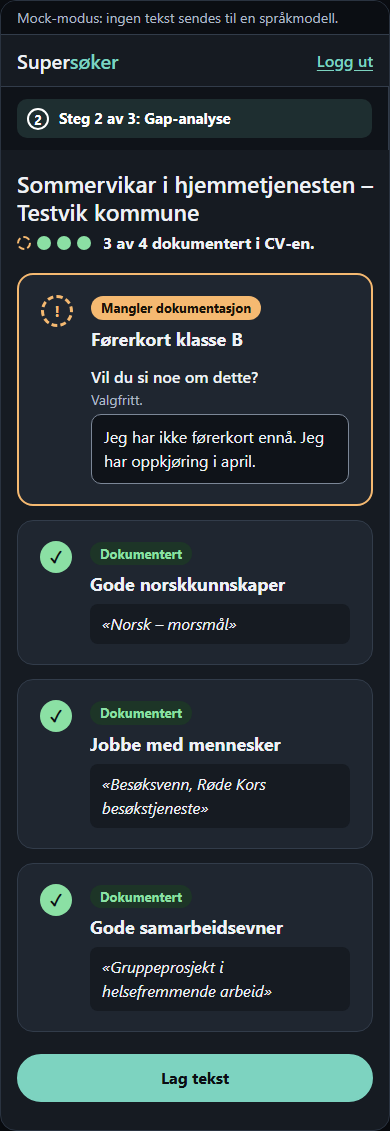 Mock-modus: ingen tekst sendes til en språkmodell.
Supersøker
Logg ut
2 Steg 2 av 3: Gap-analyse
Sommervikar i hjemmetjenesten –
Testvik kommune
3 av 4 dokumentert i CV-en.
!
Mangler dokumentasjon
Førerkort klasse B
Vil du si noe om dette?
Valgfritt.
Jeg har ikke førerkort ennå. Jeg
har oppkjøring i april.
Dokumentert
Gode norskkunnskaper
«Norsk – morsmål»
Dokumentert
Jobbe med mennesker
«Besøksvenn, Røde Kors
besøkstjeneste»
Dokumentert
Gode samarbeidsevner
«Gruppeprosjekt i
helsefremmende arbeid»
Lag tekst